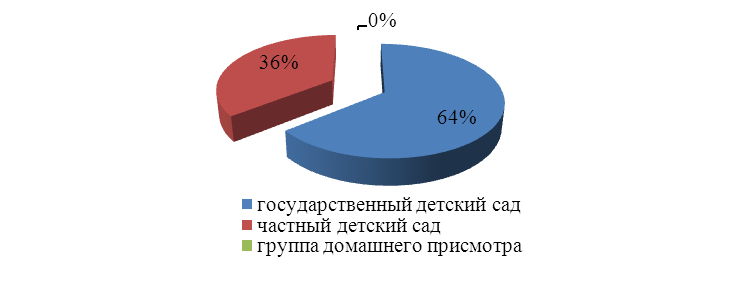 0%
36%
64%
государственный детский сад
частный детский сад
группа домашнего присмотра